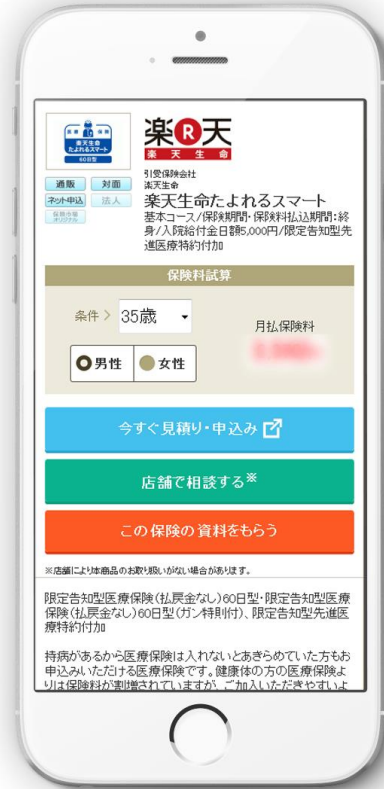 医療保険
楽天生命
たよれるスマート
60日型
楽R天
楽天生命
通販 対面
ネット申込 法人
保険市場
オリジナル
引受保険会社
楽天生命
楽天生命たよれるスマート
基本コース/保険期間・保険料払込期間:終
身/入院給付金日額5,000円/限定告知型先
進医療特約付加
保険料試算
条件 > 35歳
月払保険料
男性 女性
今すぐ見積り・申込み
店舗で相談する※
この保険の資料をもらう
※店舗により本商品のお取り扱いがない場合があります。
限定告知型医療保険(払戻金なし)60日型・限定告知型医療
保険(払戻金なし)60日型(ガン特則付)、限定告知型先進医
療特約付加
持病があるから医療保険は入れないとあきらめていた方もお
申込みいただける医療保険です。健康体の方の医療保険よ
りは保険料が割増されていますが、ご加入いただきやすいよ